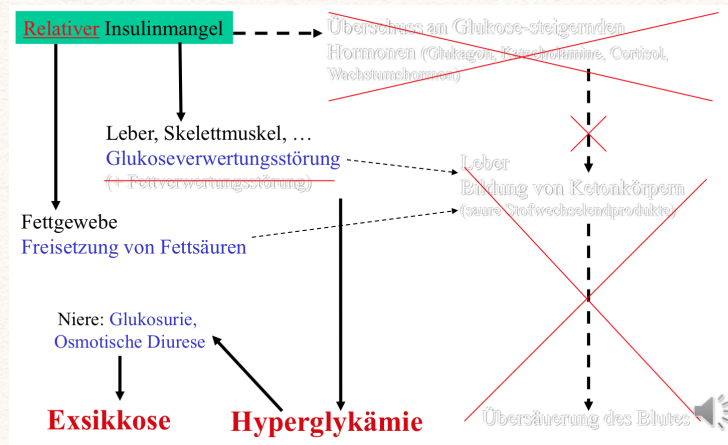 Relativer Insulinmangel
Überschuss an Glukose-steigernden
Hormonen (Glukagon, Katecholamine, Cortisol,
Wachstumshormon)
Leber, Skelettmuskel, …
Glukoseverwertungsstörung
(+ Fettverwertungsstörung)
Leber
Bildung von Ketonkörpern
(saure Stofwechselendprodukte)
Fettgewebe
Freisetzung von Fettsäuren
Niere: Glukosurie,
Osmotische Diurese
Exsikkose
Hyperglykämie
Übersäuerung des Blutes